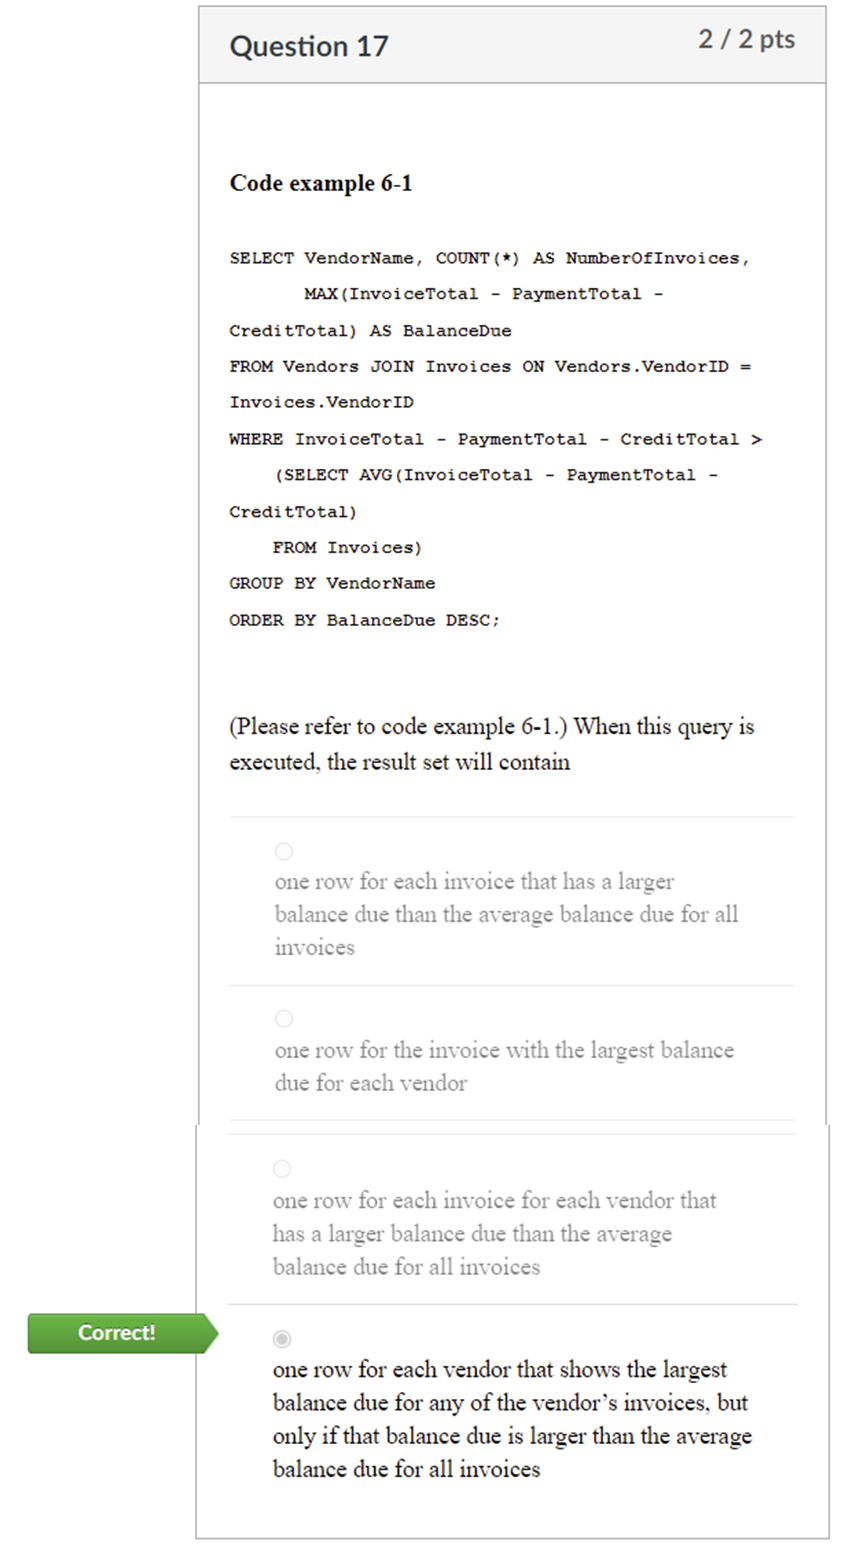 Question 17
2 / 2 pts
Code example 6-1
SELECT VendorName, COUNT(*) AS NumberOfInvoices,
MAX(InvoiceTotal - PaymentTotal -
CreditTotal) AS BalanceDue
FROM Vendors JOIN Invoices ON Vendors.VendorID =
Invoices.VendorID
WHERE InvoiceTotal - PaymentTotal - CreditTotal >
(SELECT AVG(InvoiceTotal - PaymentTotal -
CreditTotal)
FROM Invoices)
GROUP BY VendorName
ORDER BY BalanceDue DESC;
(Please refer to code example 6-1.) When this query is
executed, the result set will contain
one row for each invoice that has a larger
balance due than the average balance due for all
invoices
one row for the invoice with the largest balance
due for each vendor
one row for each invoice for each vendor that
has a larger balance due than the average
balance due for all invoices
Correct!
one row for each vendor that shows the largest
balance due for any of the vendor’s invoices, but
only if that balance due is larger than the average
balance due for all invoices